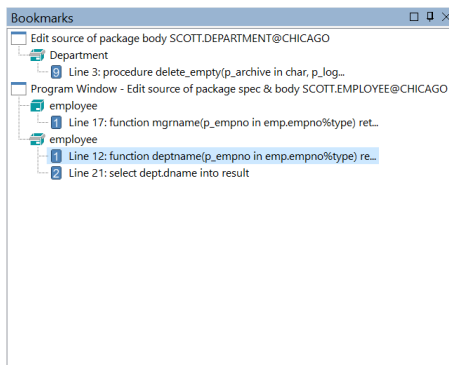 Bookmarks
Edit source of package body SCOTT.DEPARTMENT@CHICAGO
Department
9 Line 3: procedure delete_empty(p_archive in char, p_log...
Program Window - Edit source of package spec & body SCOTT.EMPLOYEE@CHICAGO
employee
1 Line 17: function mgrname(p_empno in emp.empno%type) ret...
employee
1 Line 12: function deptname(p_empno in emp.empno%type) re...
2 Line 21: select dept.dname into result